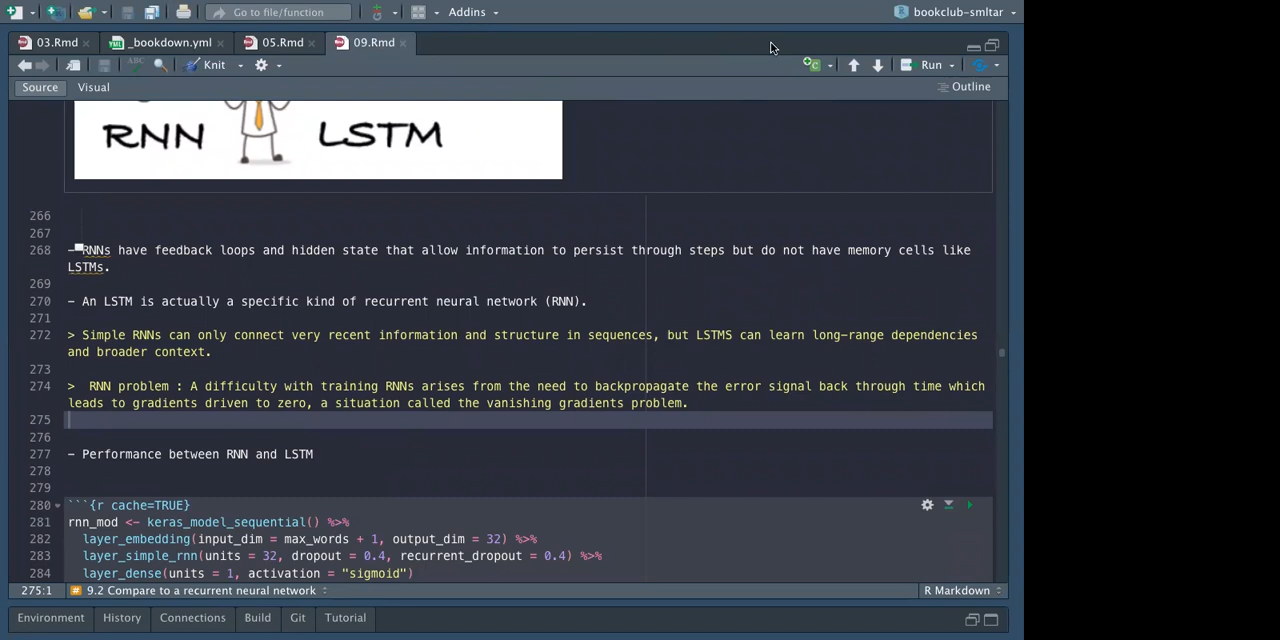 Go to file/function
Addins
bookclub-smltar
03.Rmd
_bookdown.yml
05.Rmd
09.Rmd
ABC
Knit
Run
Source
Visual
Outline
RNN LSTM
266
267
268 - RNNs have feedback loops and hidden state that allow information to persist through steps but do not have memory cells like
LSTMs.
269
270 - An LSTM is actually a specific kind of recurrent neural network (RNN).
271
272 > Simple RNNs can only connect very recent information and structure in sequences, but LSTMS can learn long-range dependencies
and broader context.
273
274 >  RNN problem : A difficulty with training RNNs arises from the need to backpropagate the error signal back through time which
leads to gradients driven to zero, a situation called the vanishing gradients problem.
275
276
277 - Performance between RNN and LSTM
278
279
280 ```{r cache=TRUE}
281 rnn_mod <- keras_model_sequential() %>%
282   layer_embedding(input_dim = max_words + 1, output_dim = 32) %>%
283   layer_simple_rnn(units = 32, dropout = 0.4, recurrent_dropout = 0.4) %>%
284   layer_dense(units = 1, activation = "sigmoid")
275:1
# 9.2 Compare to a recurrent neural network
R Markdown
Environment
History
Connections
Build
Git
Tutorial